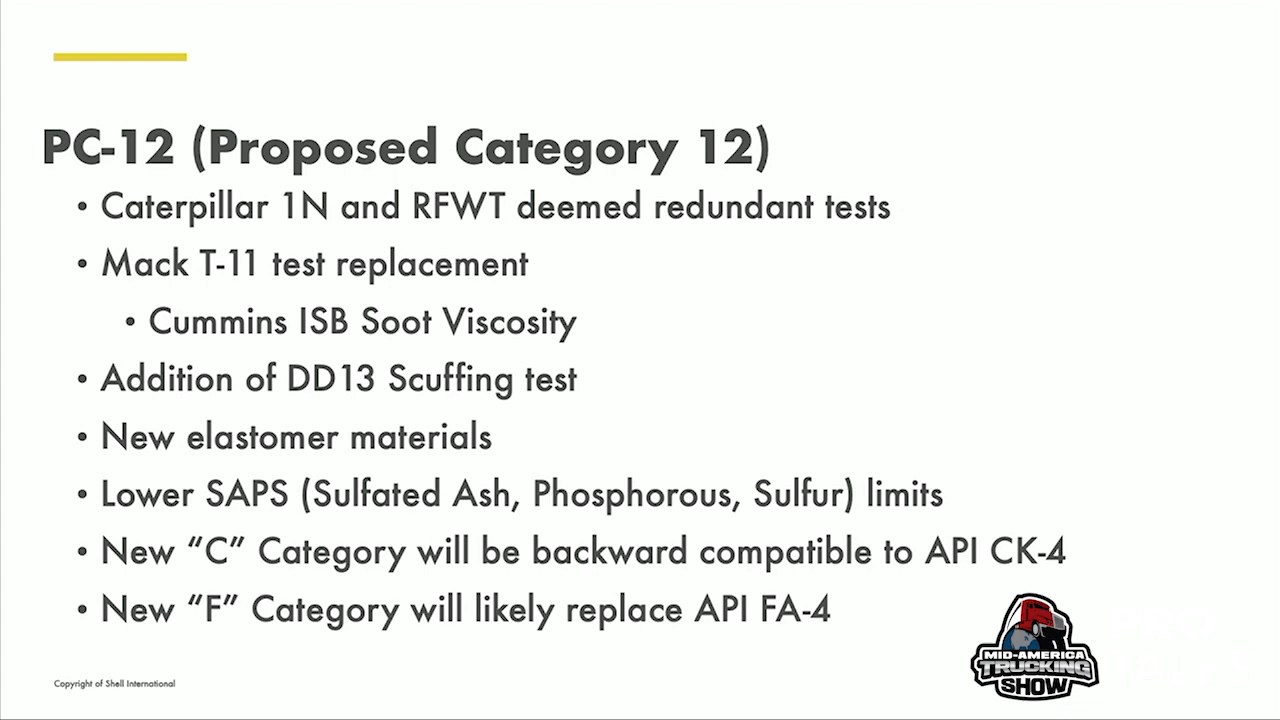 PC-12 (Proposed Category 12)
• Caterpillar 1N and RFWT deemed redundant tests
• Mack T-11 test replacement
• Cummins ISB Soot Viscosity
• Addition of DD13 Scuffing test
• New elastomer materials
• Lower SAPS (Sulfated Ash, Phosphorous, Sulfur) limits
• New “C” Category will be backward compatible to API CK-4
• New “F” Category will likely replace API FA-4
MID-AMERICA
TRUCKING
SHOW
Copyright of Shell International